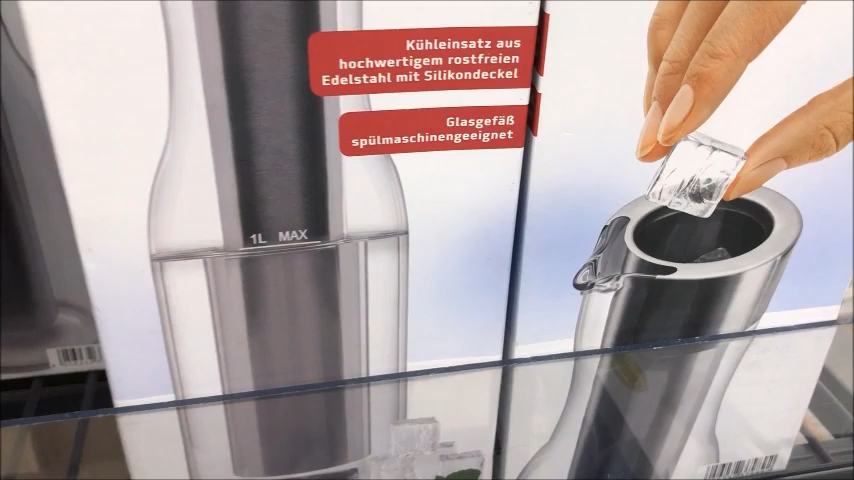 Kühleinsatz aus
hochwertigem rostfreien
Edelstahl mit Silikondeckel
Glasgefäß
spülmaschinengeeignet
1L MAX